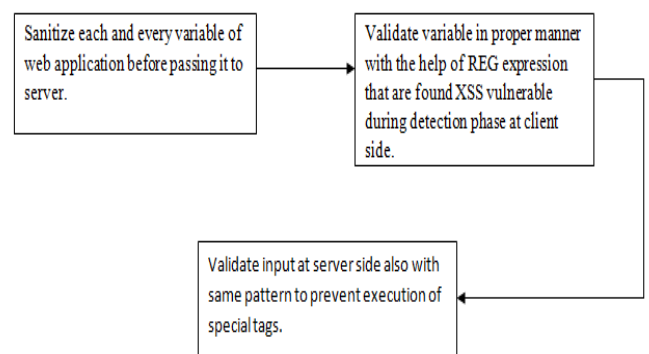 Sanitize each and every variable of
web application before passing it to
server.
Validate variable in proper manner
with the help of REG expression
that are found XSS vulnerable
during detection phase at client
side.
Validate input at server side also with
same pattern to prevent execution of
special tags.